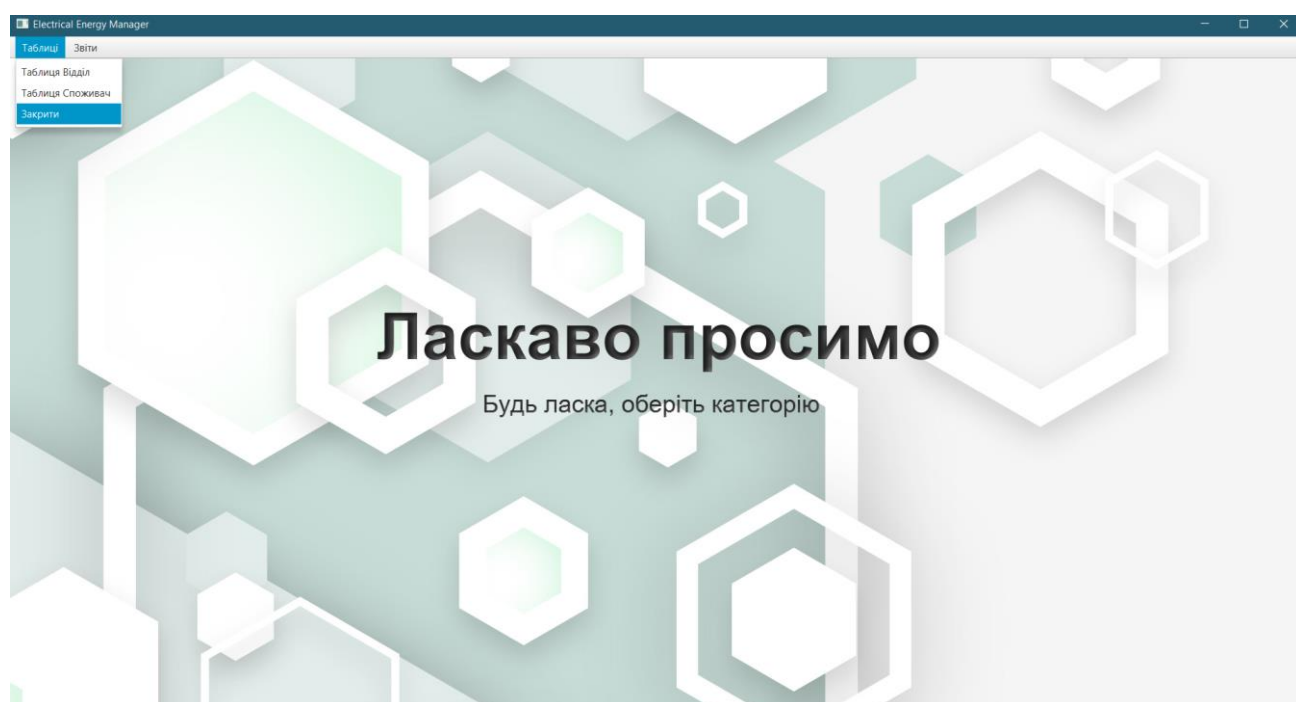 Electrical Energy Manager
Таблиці Звіти
Таблиця Відділ
Таблиця Споживач
Закрити
Ласкаво просимо
Будь ласка, оберіть категорію